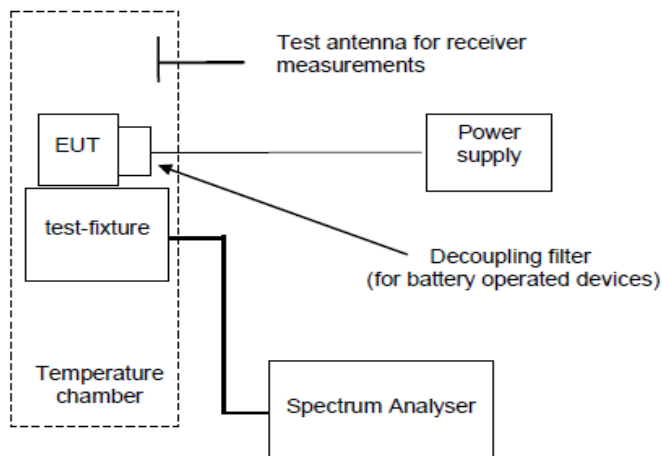 Test antenna for receiver
measurements
EUT
Power
supply
test-fixture
Decoupling filter
(for battery operated devices)
Temperature
chamber
Spectrum Analyser